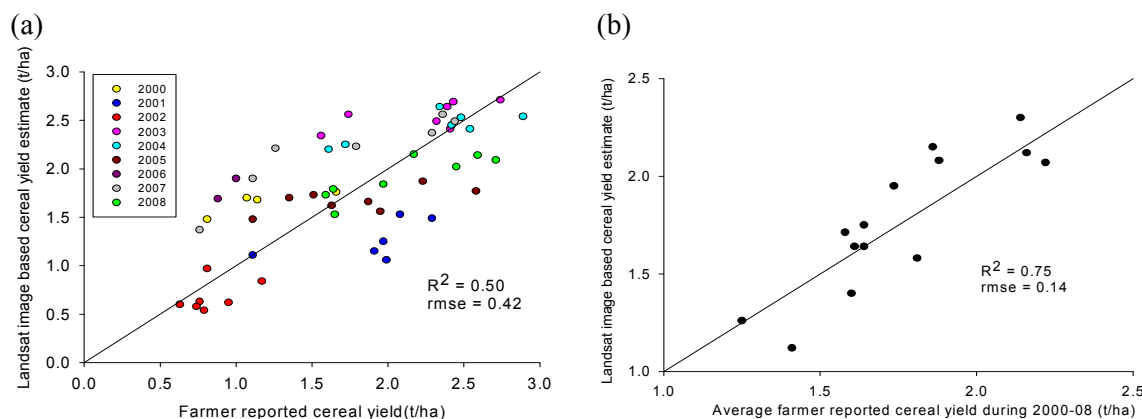 (a)
Landsat image based cereal yield estimate (t/ha)
3.0
2.5
2.0
1.5
1.0
0.5
0.0
2000
2001
2002
2003
2004
2005
2006
2007
2008
R2 = 0.50
rmse = 0.42
0.0 0.5 1.0 1.5 2.0 2.5 3.0
Farmer reported cereal yield(t/ha)
(b)
Landsat image based cereal yield estimate (t/ha)
2.5
2.0
1.5
1.0
R2 = 0.75
rmse = 0.14
1.0 1.5 2.0 2.5
Average farmer reported cereal yield during 2000-08 (t/ha)